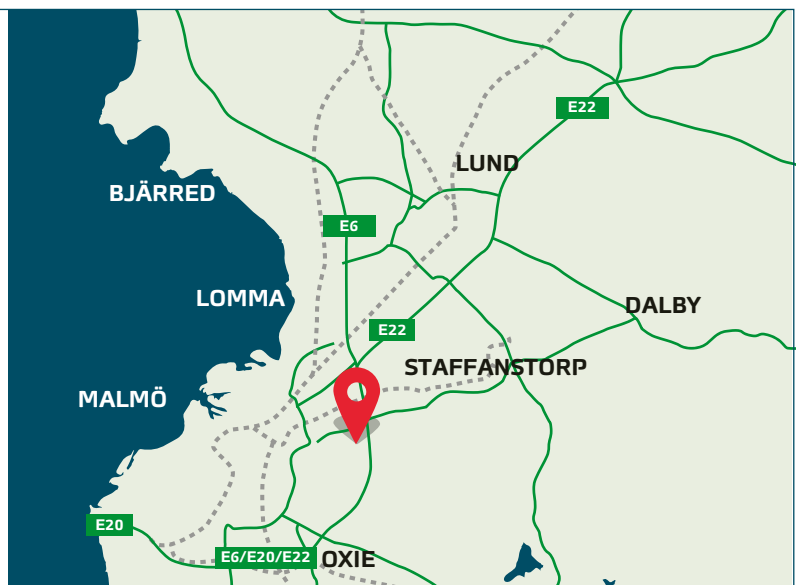 E22
LUND
BJÄRRED
E6
LOMMA
DALBY
E22
STAFFANSTORP
MALMÖ
E20
E6/E20/E22
OXIE